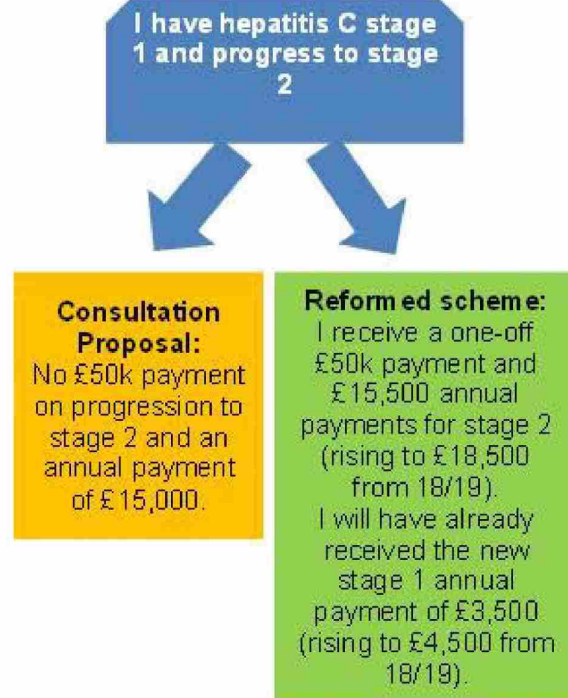 I have hepatitis C stage
1 and progress to stage
2
Consultation
Proposal:
No £50k payment
on progression to
stage 2 and an
annual payment
of £15,000.
Reformed scheme:
I receive a one-off
£50k payment and
£15,500 annual
payments for stage 2
(rising to £18,500
from 18/19).
I will have already
received the new
stage 1 annual
payment of £3,500
(rising to £4,500 from
18/19).